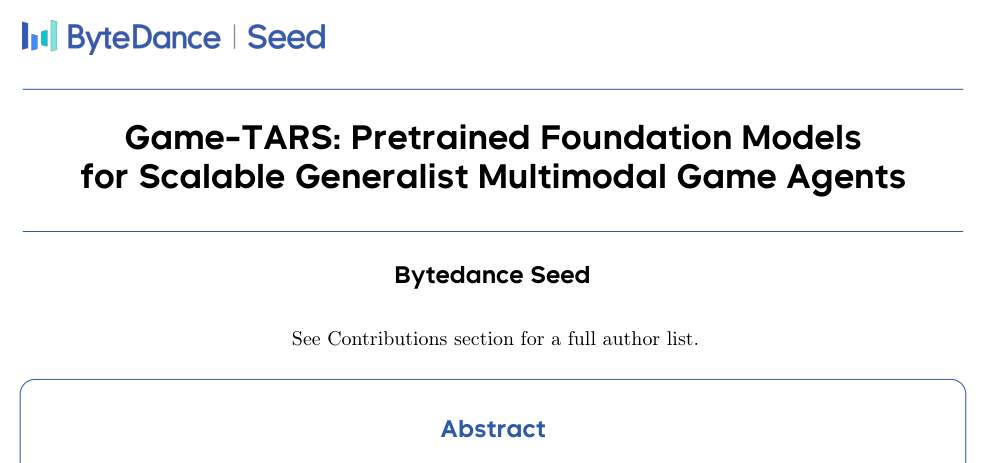 ByteDance | Seed
Game-TARS: Pretrained Foundation Models
for Scalable Generalist Multimodal Game Agents
Bytedance Seed
See Contributions section for a full author list.
Abstract